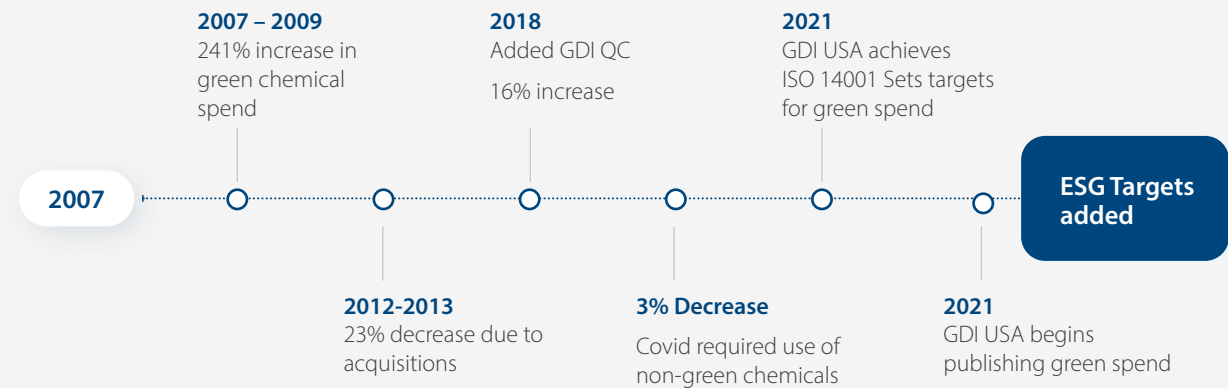 2007
2007 – 2009
241% increase in
green chemical
spend
2012-2013
23% decrease due to
acquisitions
2018
Added GDI QC
16% increase
3% Decrease
Covid required use of
non-green chemicals
2021
GDI USA achieves
ISO 14001 Sets targets
for green spend
2021
GDI USA begins
publishing green spend
ESG Targets
added